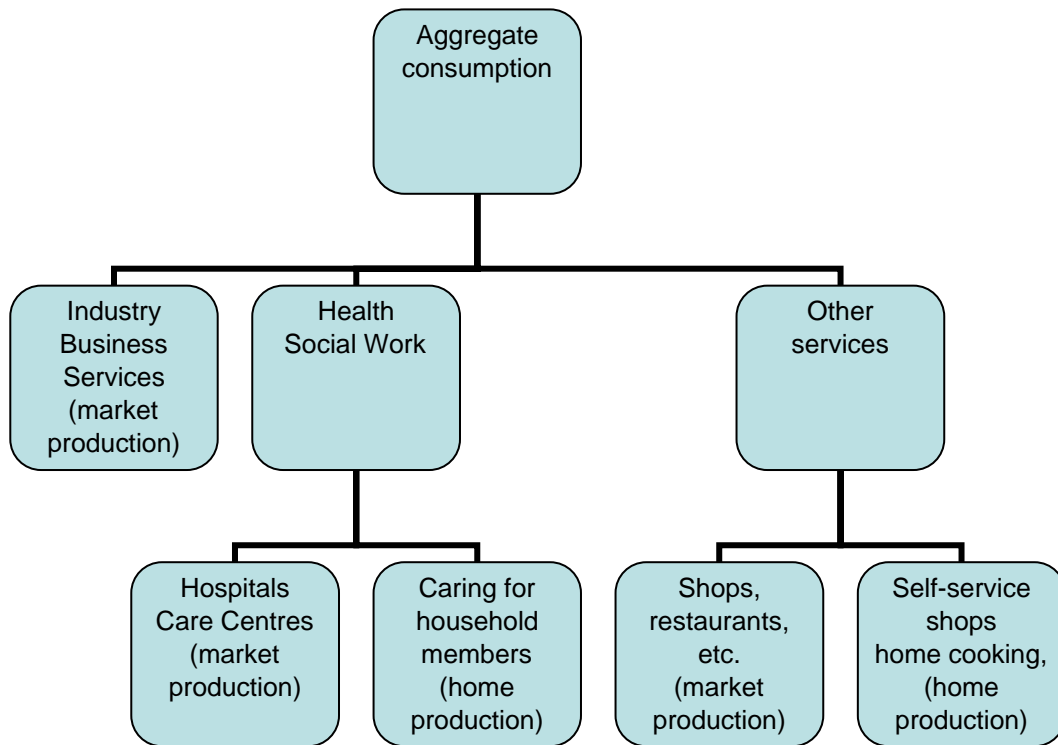 Aggregate
consumption
Industry
Business
Services
(market
production)
Health
Social Work
Other
services
Hospitals
Care Centres
(market
production)
Caring for
household
members
(home
production)
Shops,
restaurants,
etc.
(market
production)
Self-service
shops
home cooking,
(home
production)